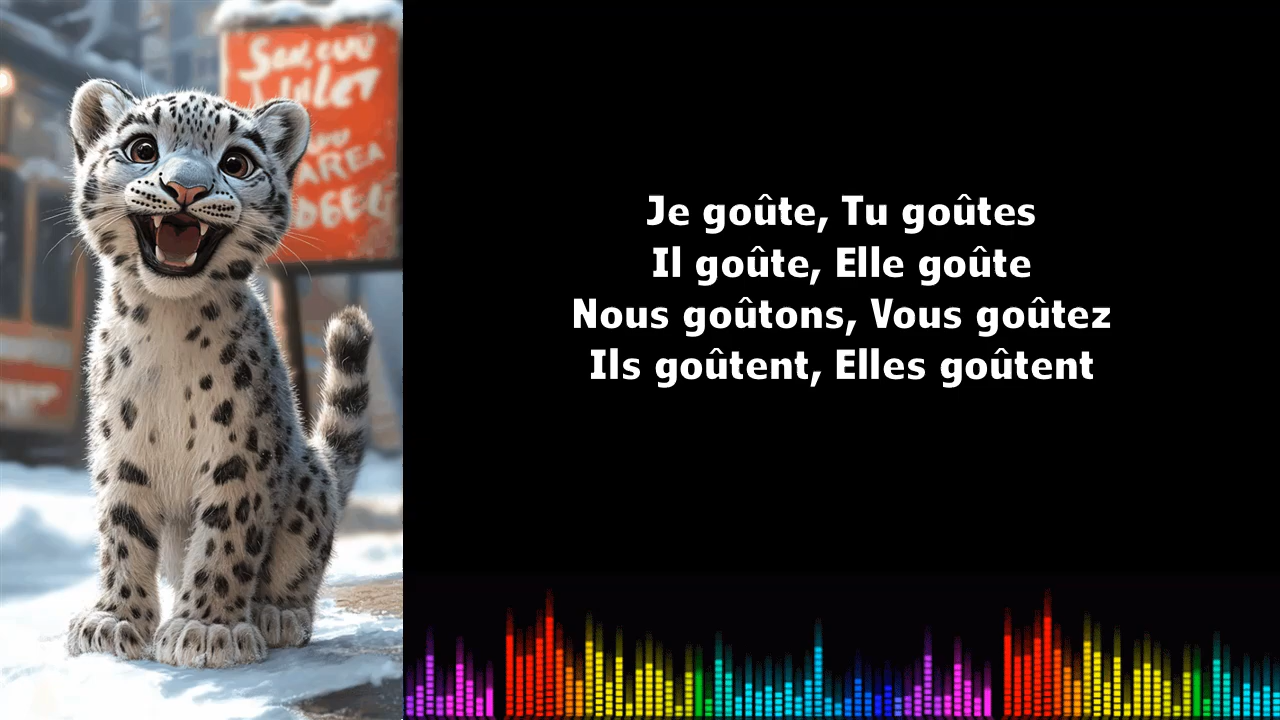 Je goûte, Tu goûtes
Il goûte, Elle goûte
Nous goûtons, Vous goûtez
Ils goûtent, Elles goûtent